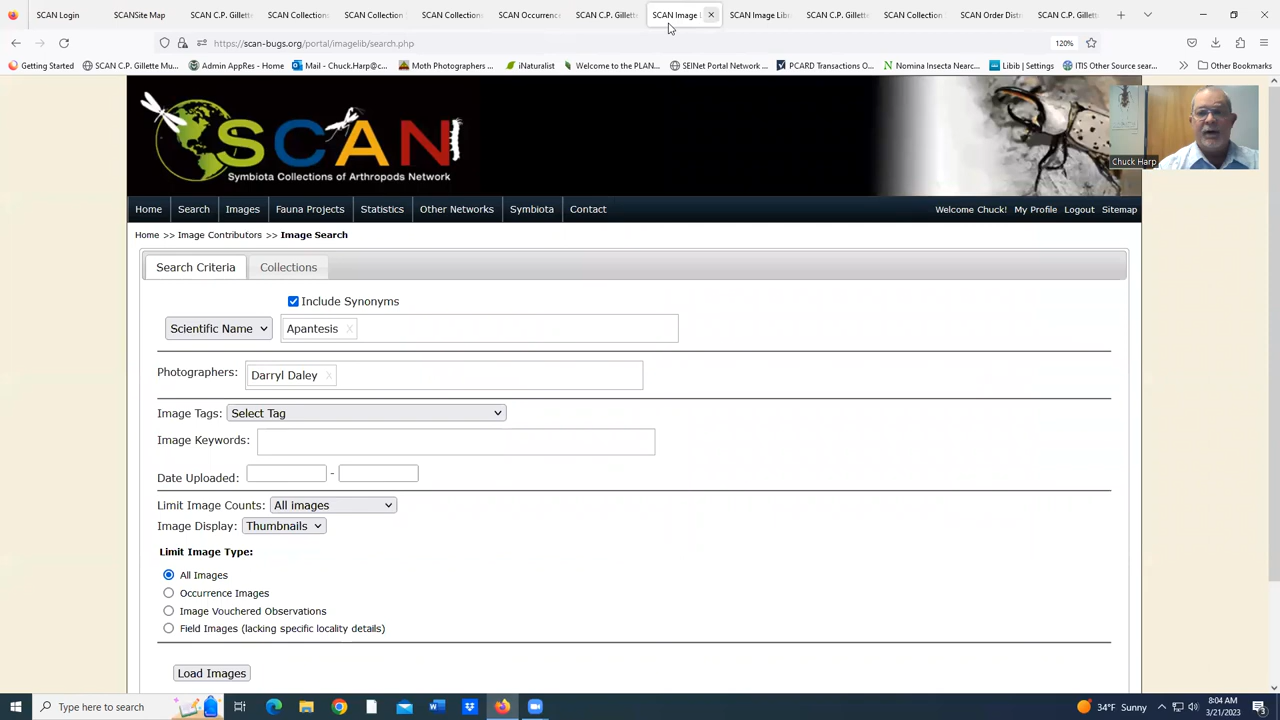 SCAN Login
SCANSite Map
SCAN C.P. Gillette
SCAN Collections
SCAN Collection
SCAN Collections
SCAN Occurrenc
SCAN C.P. Gillett
SCAN Image L
SCAN Image Lib
SCAN C.P. Gillett
SCAN Collection
SCAN Order Distr
SCAN C.P. Gillett
https://scan-bugs.org/portal/imagelib/search.php
120%
Getting Started
SCAN C.P. Gillette Mu...
Admin AppRes - Home
Mail - Chuck.Harp@c...
Moth Photographers ...
iNaturalist
Welcome to the PLAN...
SEINet Portal Network ...
PCARD Transactions O...
Nomina Insecta Nearc...
Libib | Settings
ITIS Other Source sear...
Other Bookmarks
SCAN
Symbiota Collections of Arthropods Network
Chuck Harp
Home
Search
Images
Fauna Projects
Statistics
Other Networks
Symbiota
Contact
Welcome Chuck!
My Profile
Logout
Sitemap
Home >> Image Contributors >> Image Search
Search Criteria
Collections
Include Synonyms
Scientific Name
Apantesis X
Photographers:
Darryl Daley X
Image Tags:
Select Tag
Image Keywords:
Date Uploaded:
-
Limit Image Counts:
All images
Image Display:
Thumbnails
Limit Image Type:
All Images
Occurrence Images
Image Vouchered Observations
Field Images (lacking specific locality details)
Load Images
Type here to search
34°F Sunny
8:04 AM
3/21/2023